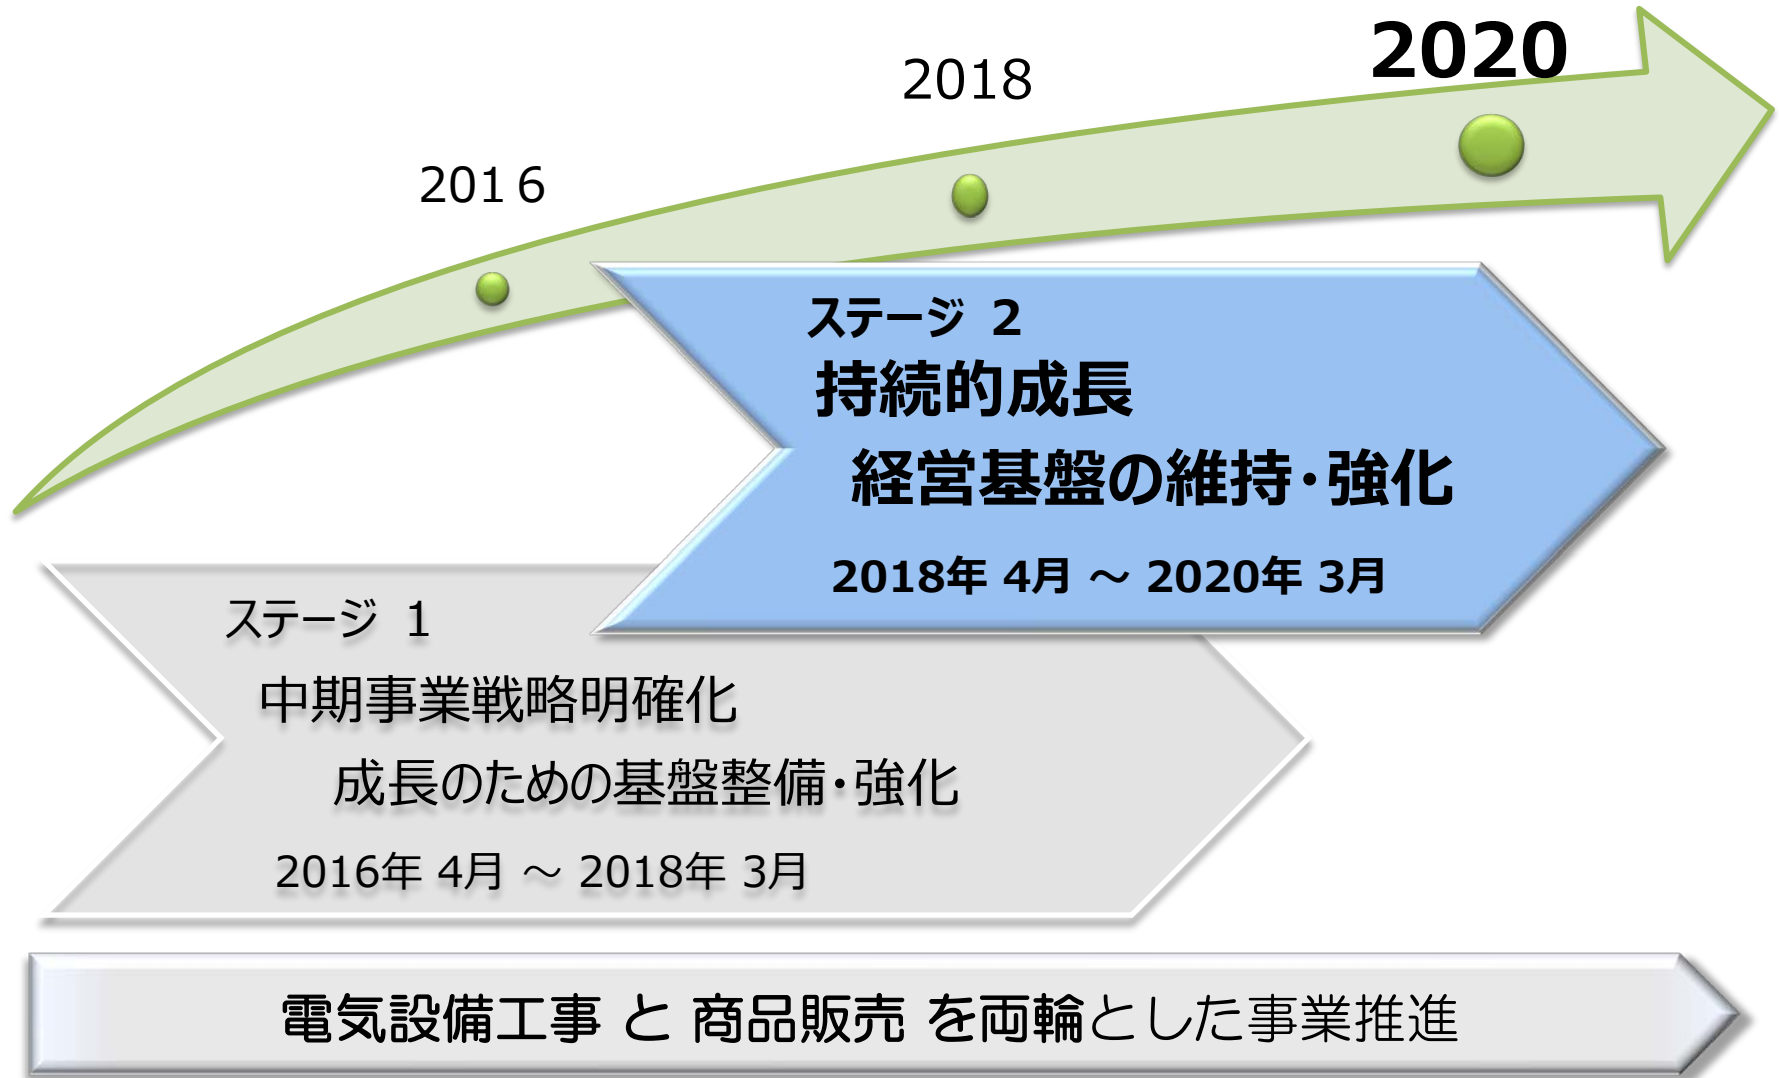 2016
2018
2020
ステージ 2
持続的成長
経営基盤の維持・強化
2018年 4月 ～ 2020年 3月
ステージ 1
中期事業戦略明確化
成長のための基盤整備・強化
2016年 4月 ～ 2018年 3月
電気設備工事 と 商品販売 を両輪とした事業推進